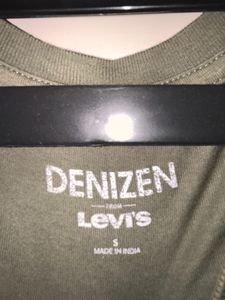 DENIZEN
FROM
Levi's
S
MADE IN INDIA